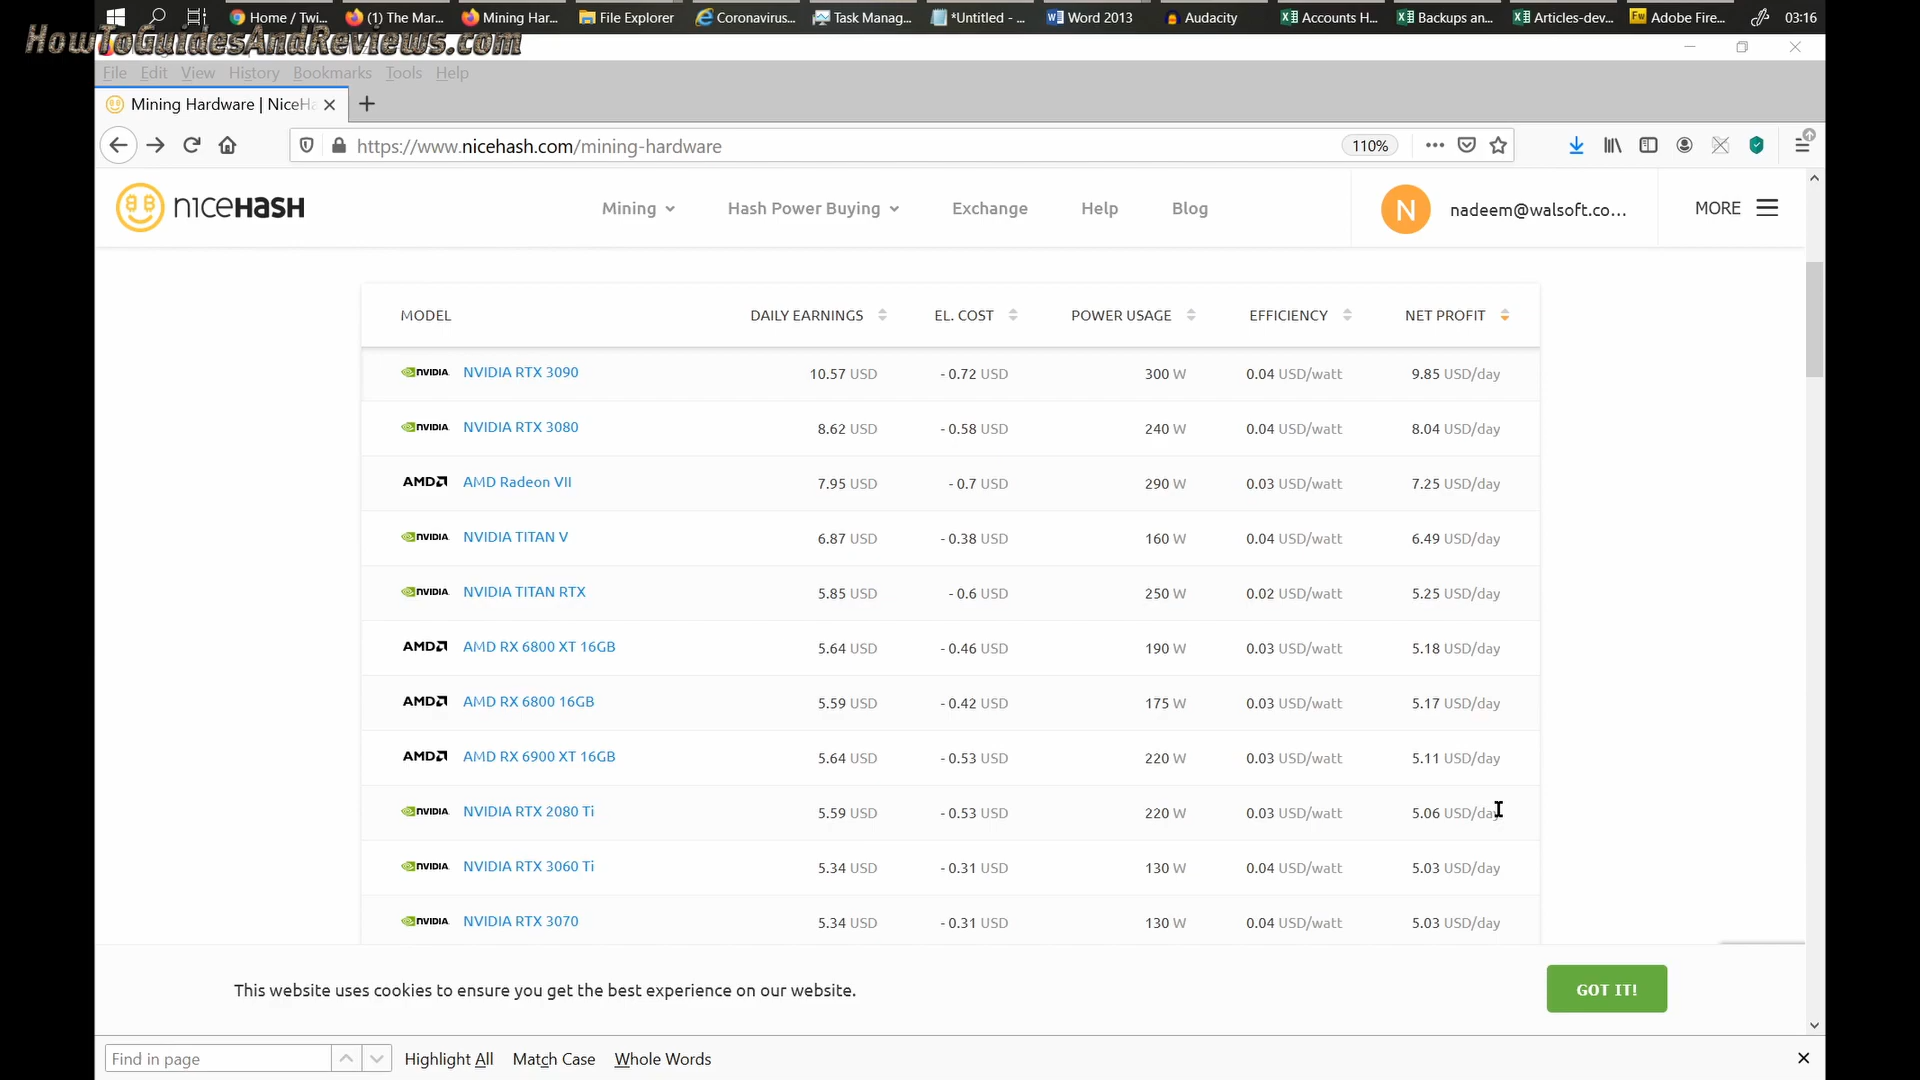 Home / Twi...
(1) The Mar...
Mining Har...
File Explorer
Coronavirus...
Task Manag...
*Untitled - ...
Word 2013
Audacity
Accounts H...
Backups an...
Articles-dev...
Adobe Fire...
03:16
HowToGuidesAndReviews.com
File Edit View History Bookmarks Tools Help
Mining Hardware | NiceHa
https://www.nicehash.com/mining-hardware
110%
NICEHASH
Mining
Hash Power Buying
Exchange
Help
Blog
N
nadeem@walsoft.co...
MORE
MODEL DAILY EARNINGS EL. COST POWER USAGE EFFICIENCY NET PROFIT
NVIDIA NVIDIA RTX 3090 10.57 USD - 0.72 USD 300 W 0.04 USD/watt 9.85 USD/day
NVIDIA NVIDIA RTX 3080 8.62 USD - 0.58 USD 240 W 0.04 USD/watt 8.04 USD/day
AMD AMD Radeon VII 7.95 USD - 0.7 USD 290 W 0.03 USD/watt 7.25 USD/day
NVIDIA NVIDIA TITAN V 6.87 USD - 0.38 USD 160 W 0.04 USD/watt 6.49 USD/day
NVIDIA NVIDIA TITAN RTX 5.85 USD - 0.6 USD 250 W 0.02 USD/watt 5.25 USD/day
AMD AMD RX 6800 XT 16GB 5.64 USD - 0.46 USD 190 W 0.03 USD/watt 5.18 USD/day
AMD AMD RX 6800 16GB 5.59 USD - 0.42 USD 175 W 0.03 USD/watt 5.17 USD/day
AMD AMD RX 6900 XT 16GB 5.64 USD - 0.53 USD 220 W 0.03 USD/watt 5.11 USD/day
NVIDIA NVIDIA RTX 2080 Ti 5.59 USD - 0.53 USD 220 W 0.03 USD/watt 5.06 USD/day
NVIDIA NVIDIA RTX 3060 Ti 5.34 USD - 0.31 USD 130 W 0.04 USD/watt 5.03 USD/day
NVIDIA NVIDIA RTX 3070 5.34 USD - 0.31 USD 130 W 0.04 USD/watt 5.03 USD/day
This website uses cookies to ensure you get the best experience on our website.
GOT IT!
Find in page
Highlight All
Match Case
Whole Words